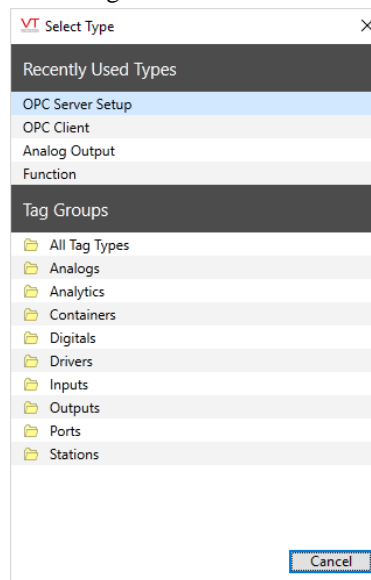 VT Select Type
Recently Used Types
OPC Server Setup
OPC Client
Analog Output
Function
Tag Groups
All Tag Types
Analogs
Analytics
Containers
Digitals
Drivers
Inputs
Outputs
Ports
Stations
Cancel